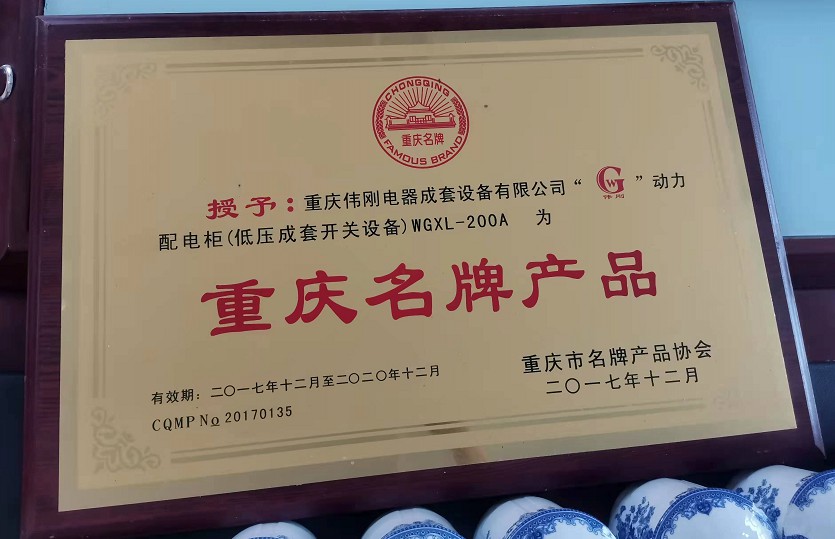 CHONGQING
重庆名牌
FAMOUS BRAND
授予：重庆伟刚电器成套设备有限公司“GW伟刚”动力
配电柜(低压成套开关设备)WGXL-200A 为
重庆名牌产品
有效期：二〇一七年十二月至二〇二〇年十二月
CQMP No 20170135
重庆市名牌产品协会
二〇一七年十二月